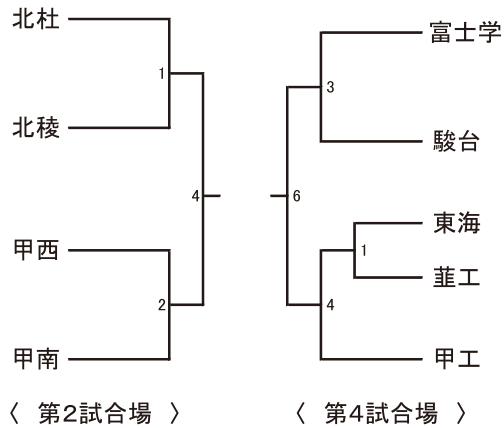 北杜
1
北稜
4
甲西
2
甲南
〈 第2試合場 〉
富士学
3
駿台
6
東海
1
韮工
4
甲工
〈 第4試合場 〉